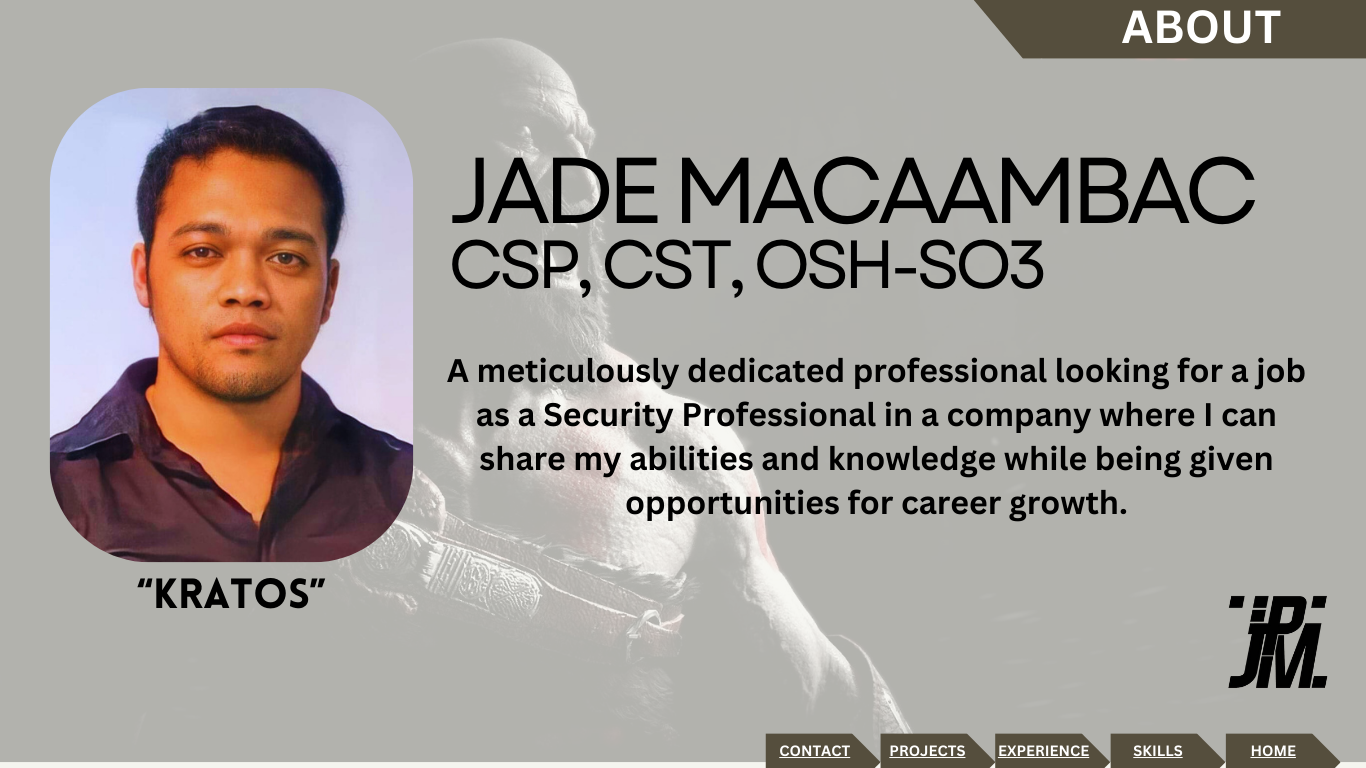 ABOUT
JADE MACAAMBAC
CSP, CST, OSH-SO3
A meticulously dedicated professional looking for a job
as a Security Professional in a company where I can
share my abilities and knowledge while being given
opportunities for career growth.
“KRATOS”
JPM.
CONTACT
PROJECTS
EXPERIENCE
SKILLS
HOME